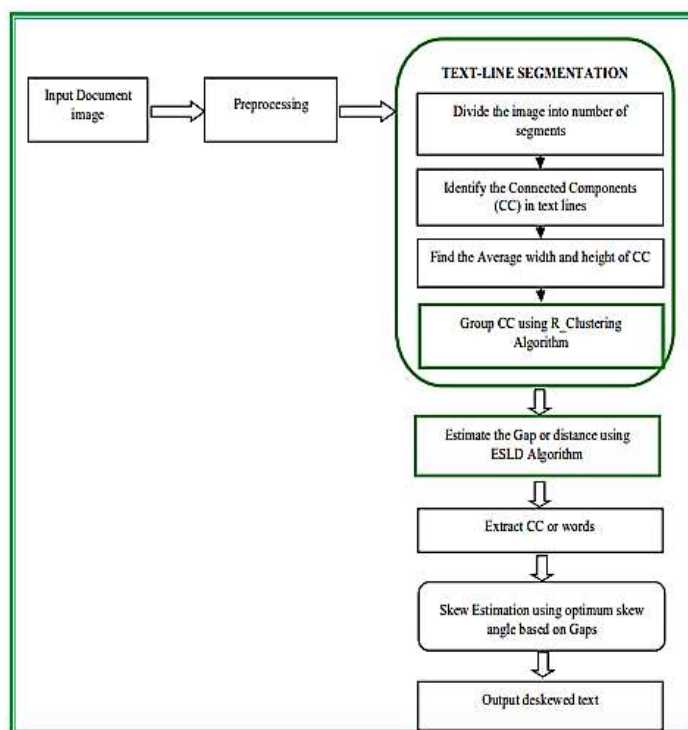 Input Document
image
Preprocessing
TEXT-LINE SEGMENTATION
Divide the image into number of
segments
Identify the Connected Components
(CC) in text lines
Find the Average width and height of CC
Group CC using R_Clustering
Algorithm
Estimate the Gap or distance using
ESLD Algorithm
Extract CC or words
Skew Estimation using optimum skew
angle based on Gaps
Output deskewed text